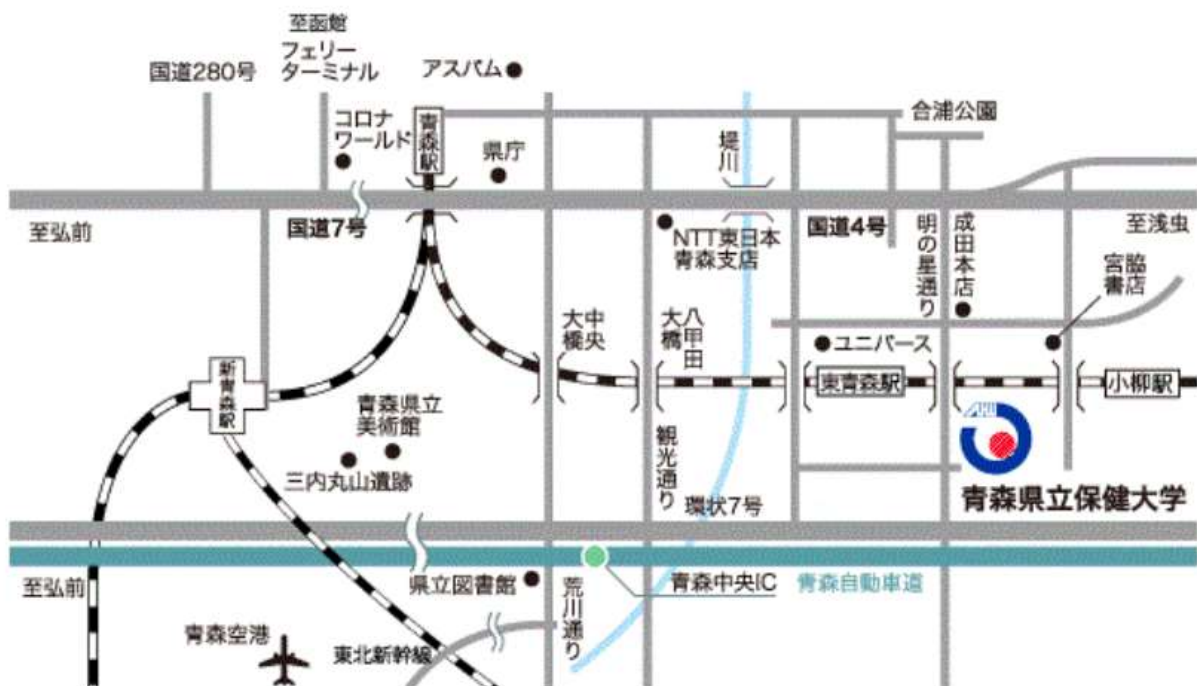 至函館
フェリー
ターミナル
国道280号
アスパム
コロナ
ワールド
青森駅
県庁
堤川
合浦公園
至弘前
国道7号
NTT東日本
青森支店
国道4号
明の星通り
成田本店
至浅虫
宮脇
書店
中央
大橋
八甲田
大橋
ユニバース
新青森駅
東青森駅
小柳駅
青森県立
美術館
三内丸山遺跡
観光通り
AHW
青森県立保健大学
環状7号
至弘前
県立図書館
荒川通り
青森中央IC
青森自動車道
青森空港
東北新幹線